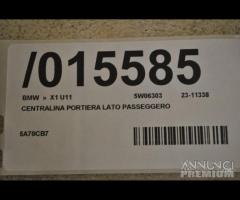 /015585
BMW » X1 U11 5W06303 23-11338
CENTRALINA PORTIERA LATO PASSEGGERO
5A78CB7
ANNUNCI
PREMIUM